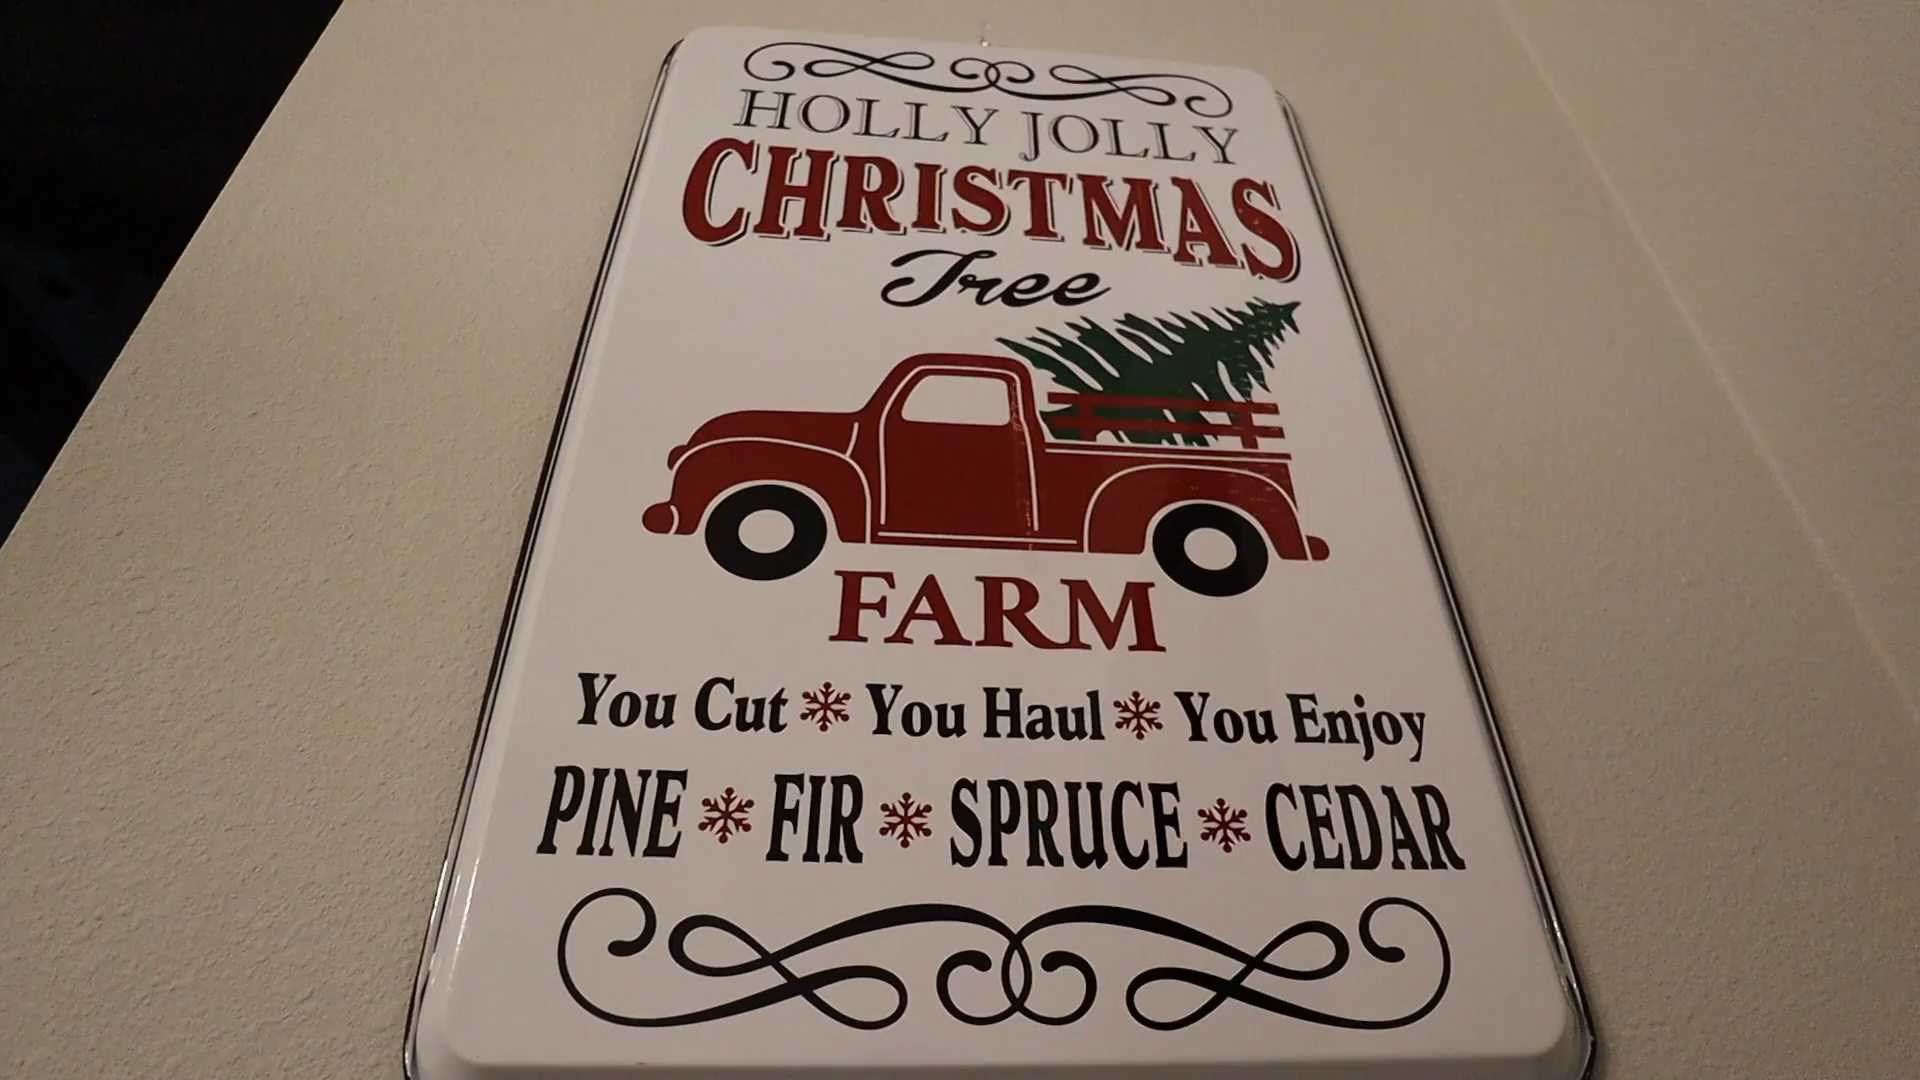 HOLLY JOLLY
CHRISTMAS
Tree
FARM
You Cut You Haul You Enjoy
PINE FIR SPRUCE CEDAR